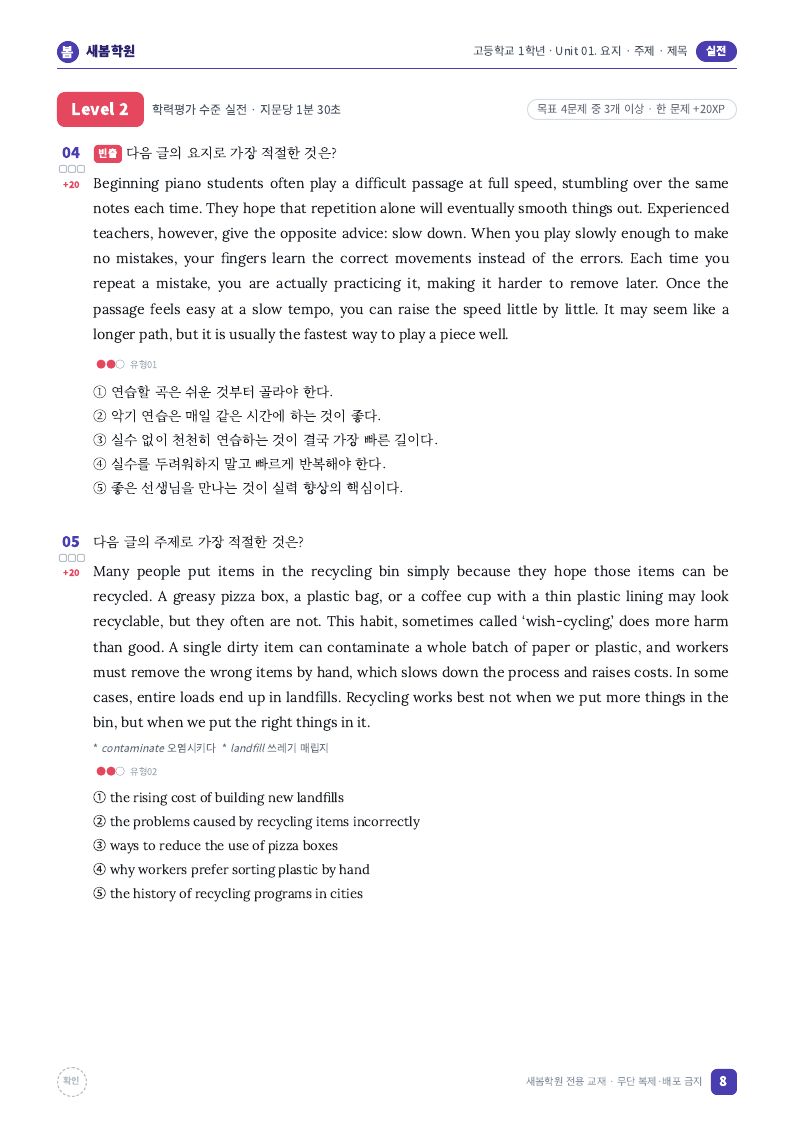 봄 새봄학원
고등학교 1학년 · Unit 01. 요지 · 주제 · 제목 실전
Level 2 학력평가 수준 실전 · 지문당 1분 30초
목표 4문제 중 3개 이상 · 한 문제 +20XP
04 빈출 다음 글의 요지로 가장 적절한 것은?
+20
Beginning piano students often play a difficult passage at full speed, stumbling over the same
notes each time. They hope that repetition alone will eventually smooth things out. Experienced
teachers, however, give the opposite advice: slow down. When you play slowly enough to make
no mistakes, your fingers learn the correct movements instead of the errors. Each time you
repeat a mistake, you are actually practicing it, making it harder to remove later. Once the
passage feels easy at a slow tempo, you can raise the speed little by little. It may seem like a
longer path, but it is usually the fastest way to play a piece well.
유형01
① 연습할 곡은 쉬운 것부터 골라야 한다.
② 악기 연습은 매일 같은 시간에 하는 것이 좋다.
③ 실수 없이 천천히 연습하는 것이 결국 가장 빠른 길이다.
④ 실수를 두려워하지 말고 빠르게 반복해야 한다.
⑤ 좋은 선생님을 만나는 것이 실력 향상의 핵심이다.
05 다음 글의 주제로 가장 적절한 것은?
+20
Many people put items in the recycling bin simply because they hope those items can be
recycled. A greasy pizza box, a plastic bag, or a coffee cup with a thin plastic lining may look
recyclable, but they often are not. This habit, sometimes called ‘wish-cycling,’ does more harm
than good. A single dirty item can contaminate a whole batch of paper or plastic, and workers
must remove the wrong items by hand, which slows down the process and raises costs. In some
cases, entire loads end up in landfills. Recycling works best not when we put more things in the
bin, but when we put the right things in it.
* contaminate 오염시키다 * landfill 쓰레기 매립지
유형02
① the rising cost of building new landfills
② the problems caused by recycling items incorrectly
③ ways to reduce the use of pizza boxes
④ why workers prefer sorting plastic by hand
⑤ the history of recycling programs in cities
확인
새봄학원 전용 교재 · 무단 복제·배포 금지 8